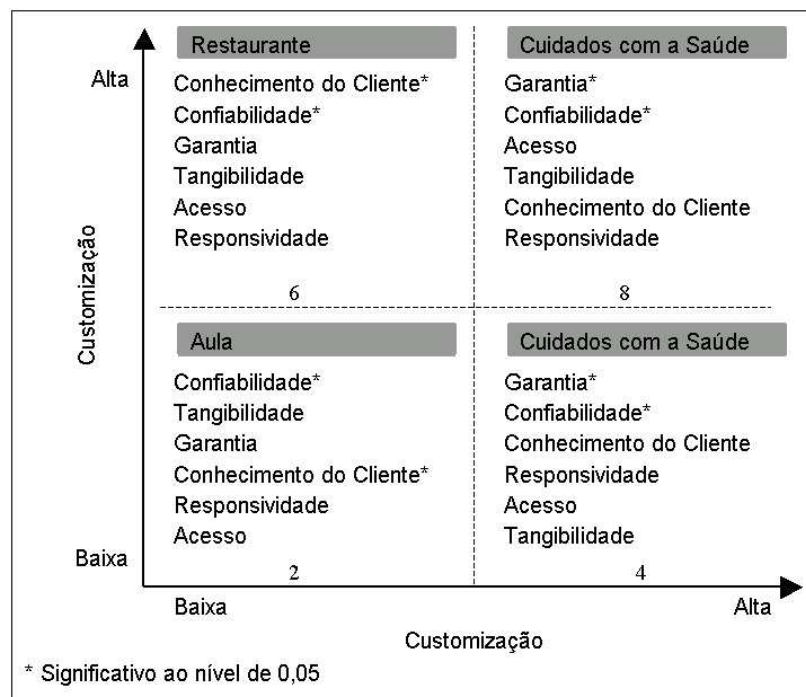 Restaurante
Cuidados com a Saúde
Alta
Conhecimento do Cliente*
Confiabilidade*
Garantia
Tangibilidade
Acesso
Responsividade
6
Garantia*
Confiabilidade*
Acesso
Tangibilidade
Conhecimento do Cliente
Responsividade
8
Customização
Aula
Cuidados com a Saúde
Confiabilidade*
Tangibilidade
Garantia
Conhecimento do Cliente*
Responsividade
Acesso
2
Garantia*
Confiabilidade*
Conhecimento do Cliente
Responsividade
Acesso
Tangibilidade
4
Baixa
Baixa
Alta
Customização
* Significativo ao nível de 0,05